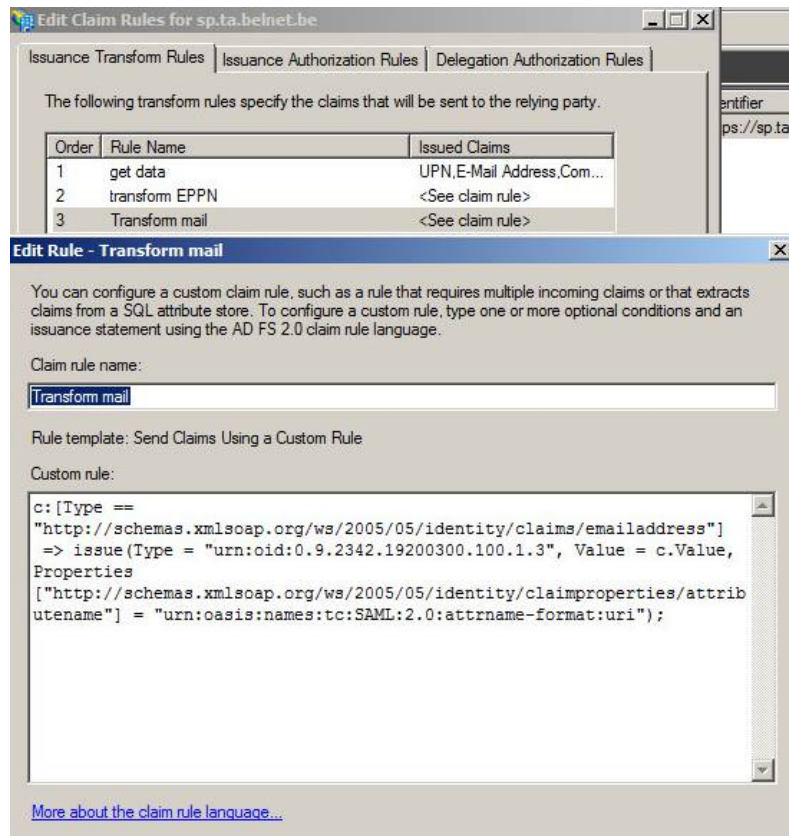 Edit Claim Rules for sp.ta.belnet.be
Issuance Transform Rules Issuance Authorization Rules Delegation Authorization Rules
The following transform rules specify the claims that will be sent to the relying party.
entifier
ps://sp.ta
Order Rule Name Issued Claims
1 get data UPN,E-Mail Address,Com...
2 transform EPPN <See claim rule>
3 Transform mail <See claim rule>
Edit Rule - Transform mail
You can configure a custom claim rule, such as a rule that requires multiple incoming claims or that extracts
claims from a SQL attribute store. To configure a custom rule, type one or more optional conditions and an
issuance statement using the AD FS 2.0 claim rule language.
Claim rule name:
Transform mail
Rule template: Send Claims Using a Custom Rule
Custom rule:
c:[Type ==
"http://schemas.xmlsoap.org/ws/2005/05/identity/claims/emailaddress"]
=> issue(Type = "urn:oid:0.9.2342.19200300.100.1.3", Value = c.Value,
Properties
["http://schemas.xmlsoap.org/ws/2005/05/identity/claimproperties/attrib
utename"] = "urn:oasis:names:tc:SAML:2.0:attrname-format:uri");
More about the claim rule language...